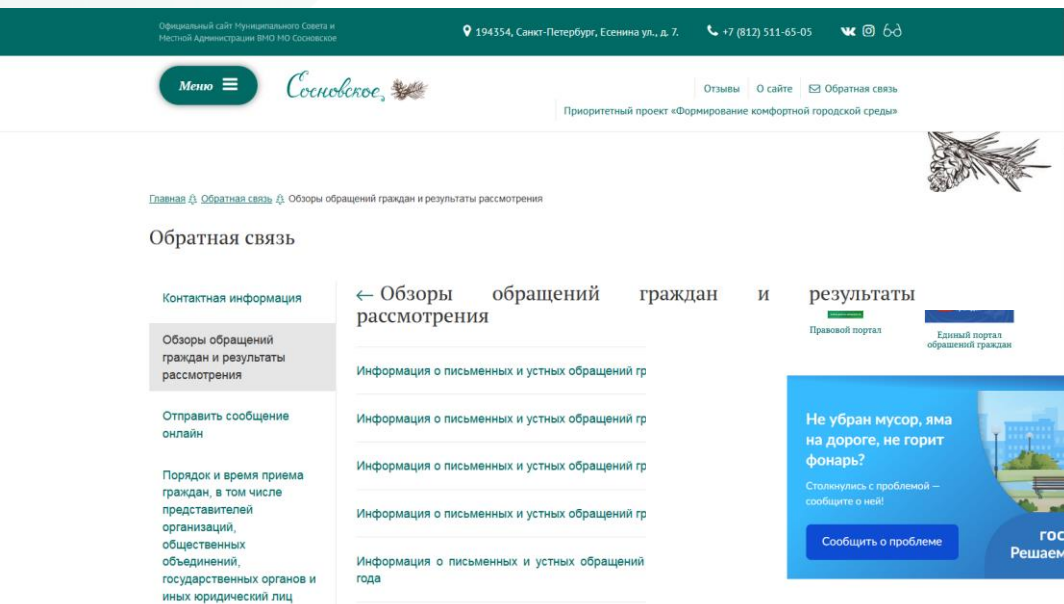 Официальный сайт Муниципального Совета и
Местной Администрации ВМО МО Сосновское
194354, Санкт-Петербург, Есенина ул., д. 7.
+7 (812) 511-65-05
Меню
Сосновское
Отзывы
О сайте
Обратная связь
Приоритетный проект «Формирование комфортной городской среды»
Главная
Обратная связь
Обзоры обращений граждан и результаты рассмотрения
Обратная связь
Контактная информация
Обзоры обращений
граждан и результаты
рассмотрения
Отправить сообщение
онлайн
Порядок и время приема
граждан, в том числе
представителей
организаций,
общественных
объединений,
государственных органов и
иных юридический лиц
← Обзоры обращений граждан и результаты
рассмотрения
Информация о письменных и устных обращений гр
Информация о письменных и устных обращений гр
Информация о письменных и устных обращений гр
Информация о письменных и устных обращений гр
Информация о письменных и устных обращений
года
Правовой портал
Единый портал
обращений граждан
Не убран мусор, яма
на дороге, не горит
фонарь?
Столкнулись с проблемой —
сообщите о ней!
Сообщить о проблеме
гос
Решаем